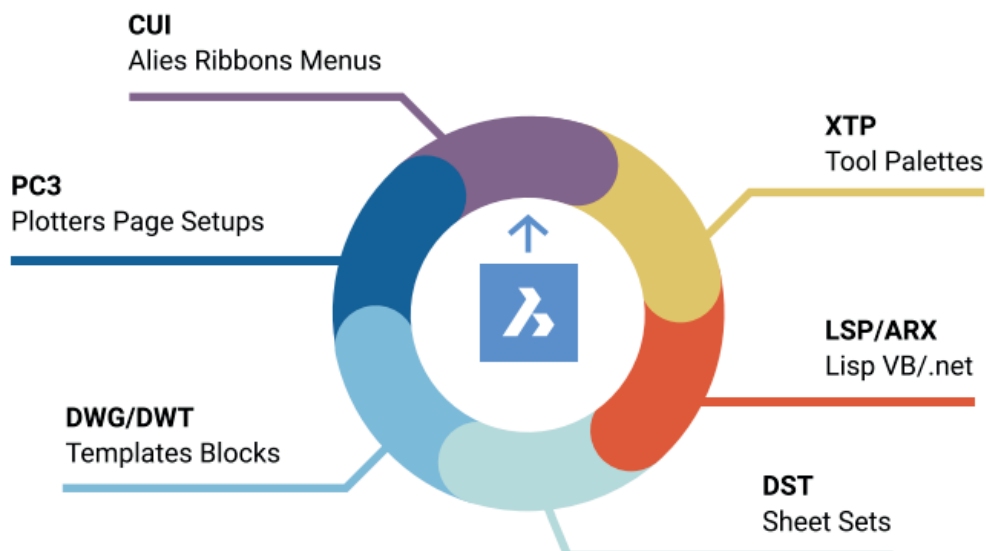 CUI
Alies Ribbons Menus
XTP
Tool Palettes
PC3
Plotters Page Setups
LSP/ARX
Lisp VB/.net
DWG/DWT
Templates Blocks
DST
Sheet Sets